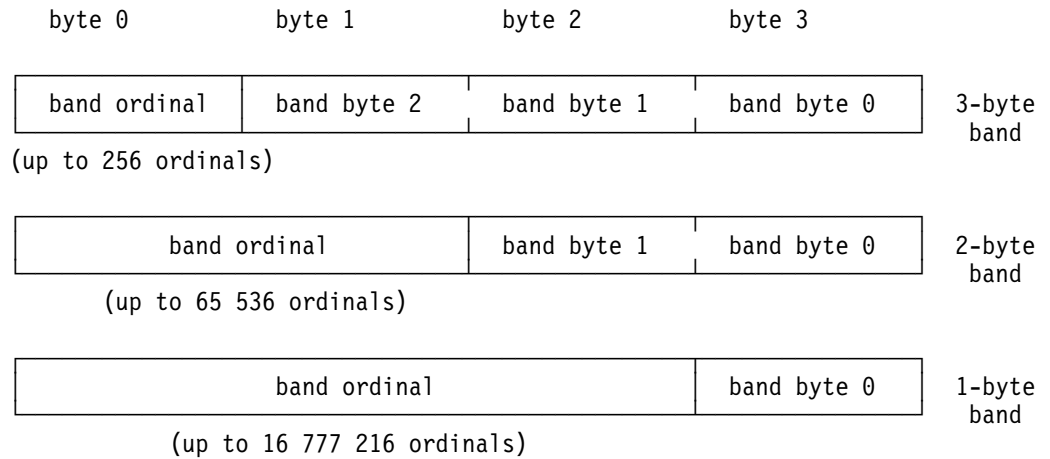 byte 0 byte 1 byte 2 byte 3
band ordinal band byte 2 band byte 1 band byte 0 3-byte
band
(up to 256 ordinals)
band ordinal band byte 1 band byte 0 2-byte
band
(up to 65 536 ordinals)
band ordinal band byte 0 1-byte
band
(up to 16 777 216 ordinals)